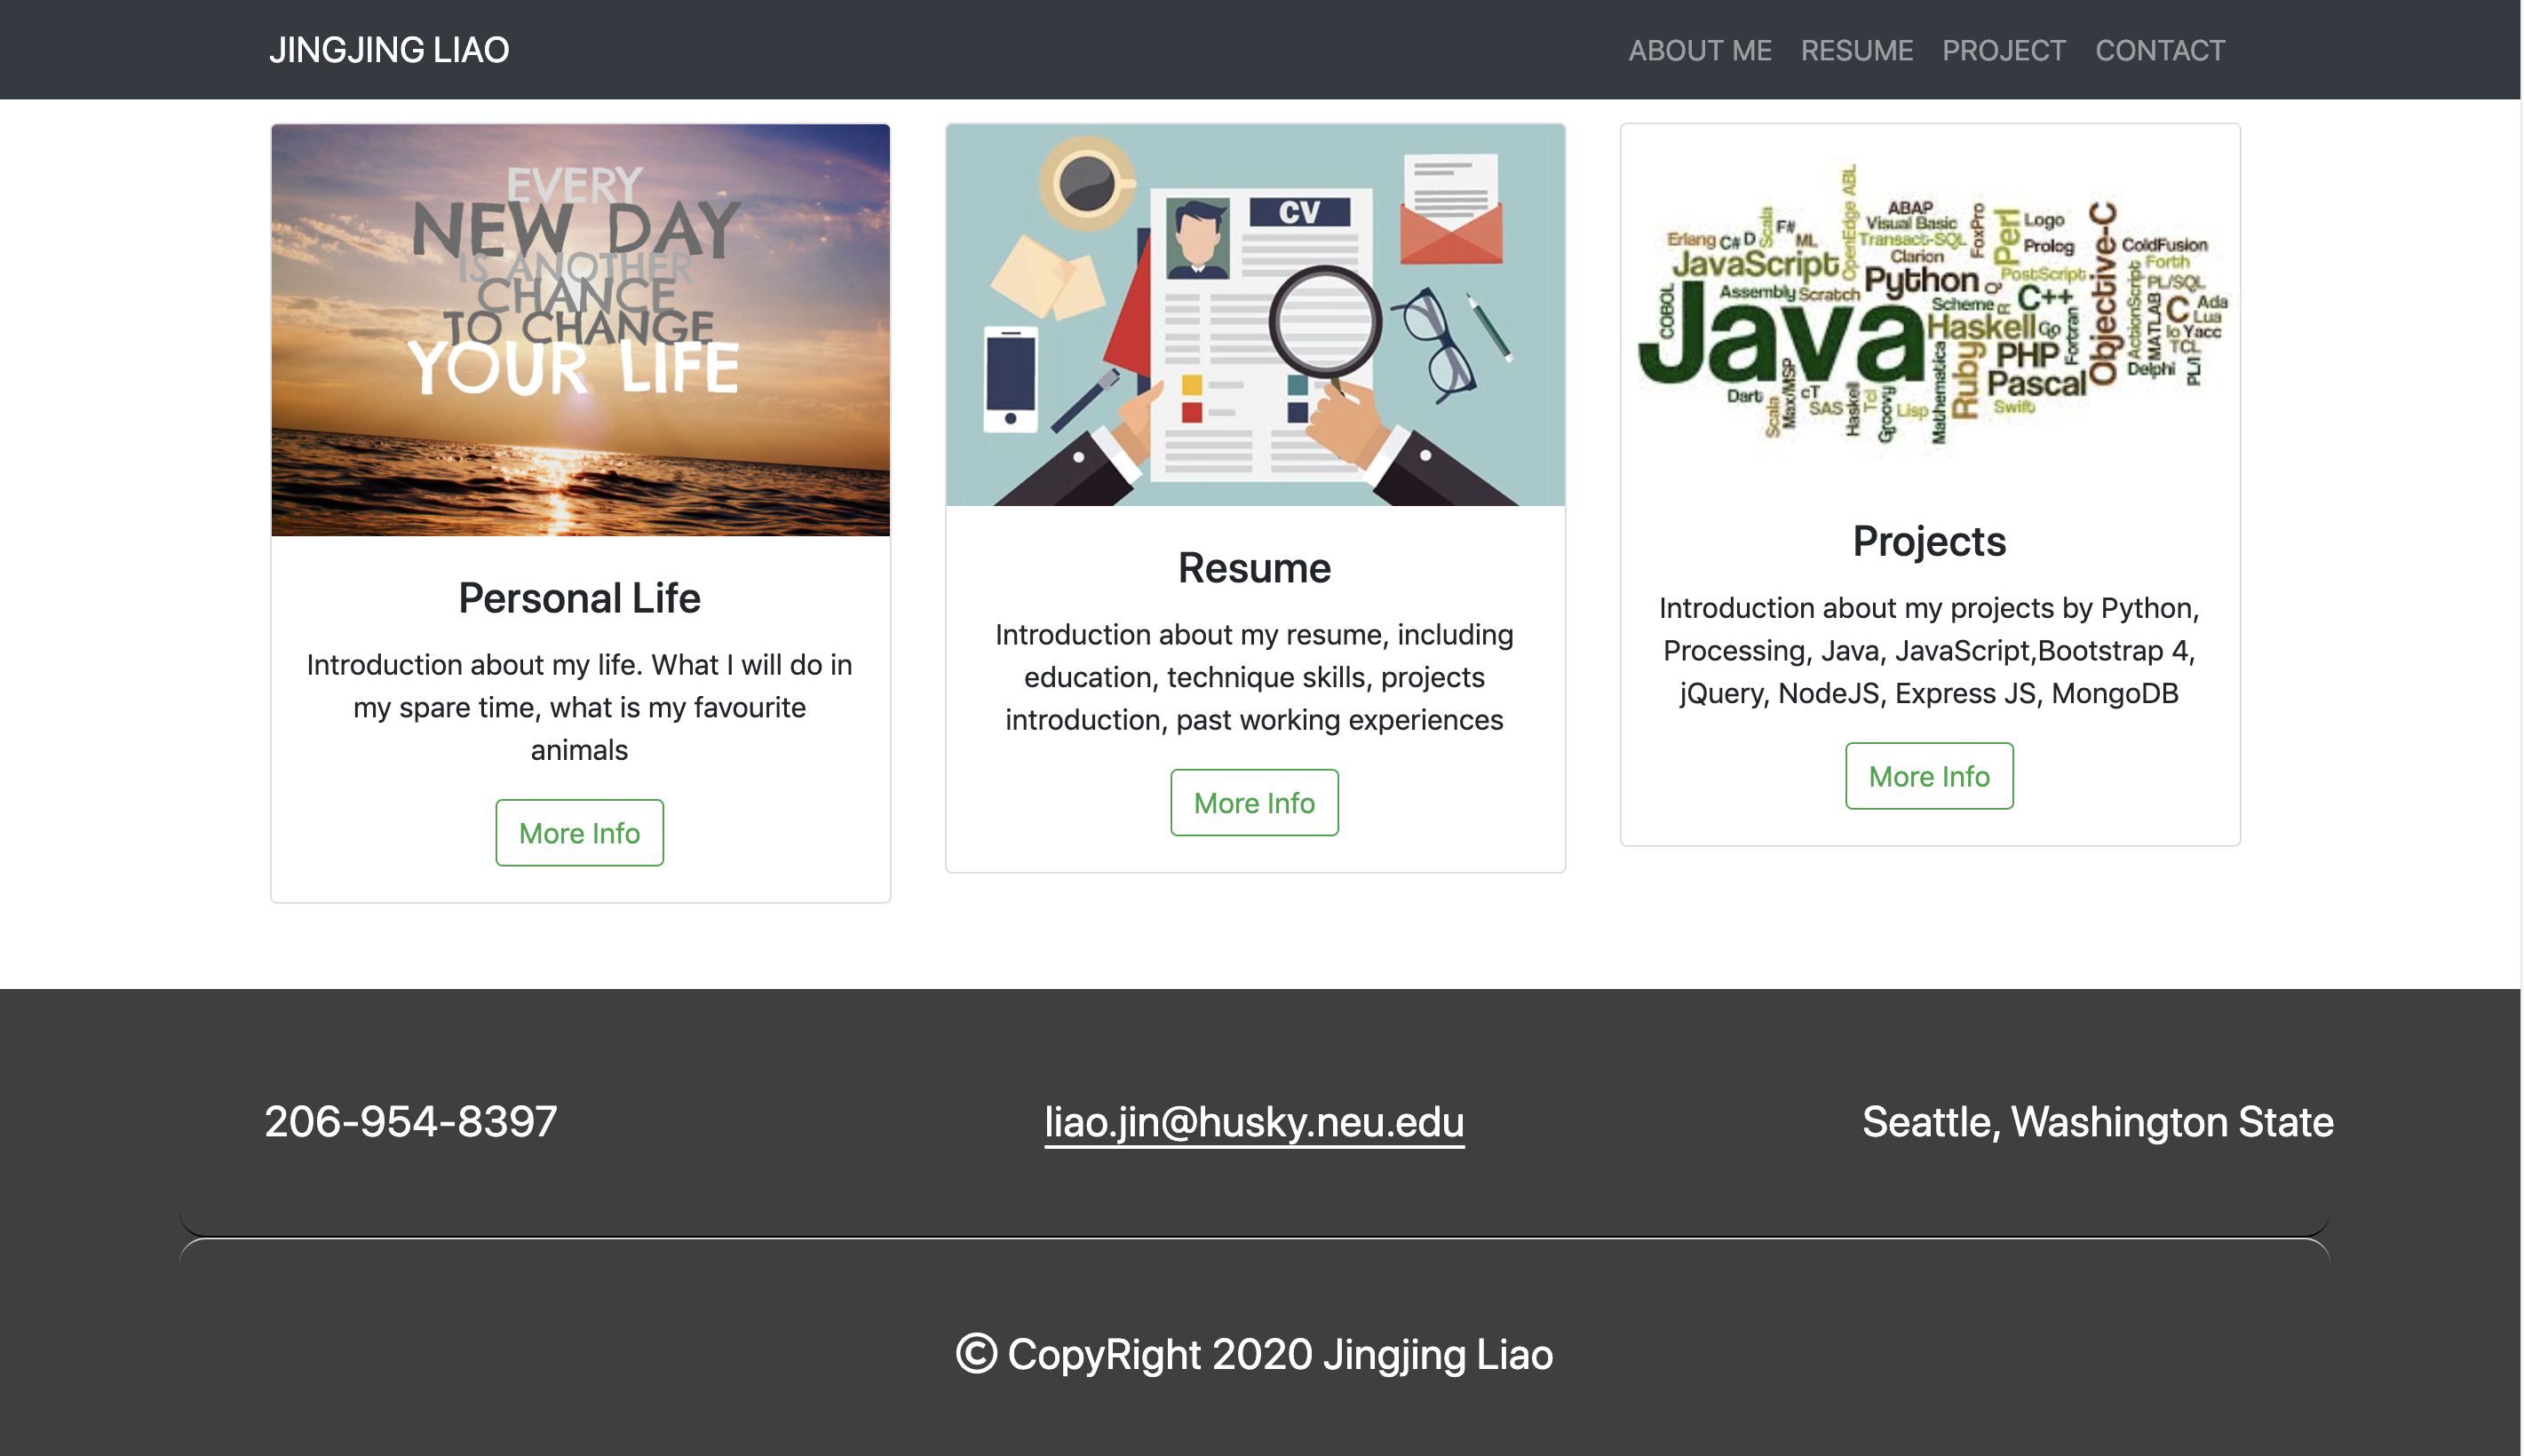 JINGJING LIAO
ABOUT ME RESUME PROJECT CONTACT
EVERY
NEW DAY
IS ANOTHER
CHANCE
TO CHANGE
YOUR LIFE
Personal Life
Introduction about my life. What I will do in
my spare time, what is my favourite
animals
More Info
CV
Resume
Introduction about my resume, including
education, technique skills, projects
introduction, past working experiences
More Info
OpenEdge ABL
Scala
F#
ABAP
Visual Basic
FoxPro
Perl
Logo
Objective-C
Erlang
C#
D
ML
Transact-SQL
Prolog
ColdFusion
JavaScript
Clarion
Forth
Python
PostScript
ActionScript
PL/SQL
COBOL
Assembly
Scratch
Q
C++
MATLAB
C
Ada
Java
Scheme
R
Fortran
Lua
Haskell
Go
Io
Yacc
Mathematica
Ruby
PHP
TCL
Max/MSP
Pascal
Delphi
PL/I
Dart
Scala
cT
SAS
Haskell
Tcl
Groovy
Lisp
Swift
Projects
Introduction about my projects by Python,
Processing, Java, JavaScript,Bootstrap 4,
jQuery, NodeJS, Express JS, MongoDB
More Info
206-954-8397
liao.jin@husky.neu.edu
Seattle, Washington State
© CopyRight 2020 Jingjing Liao